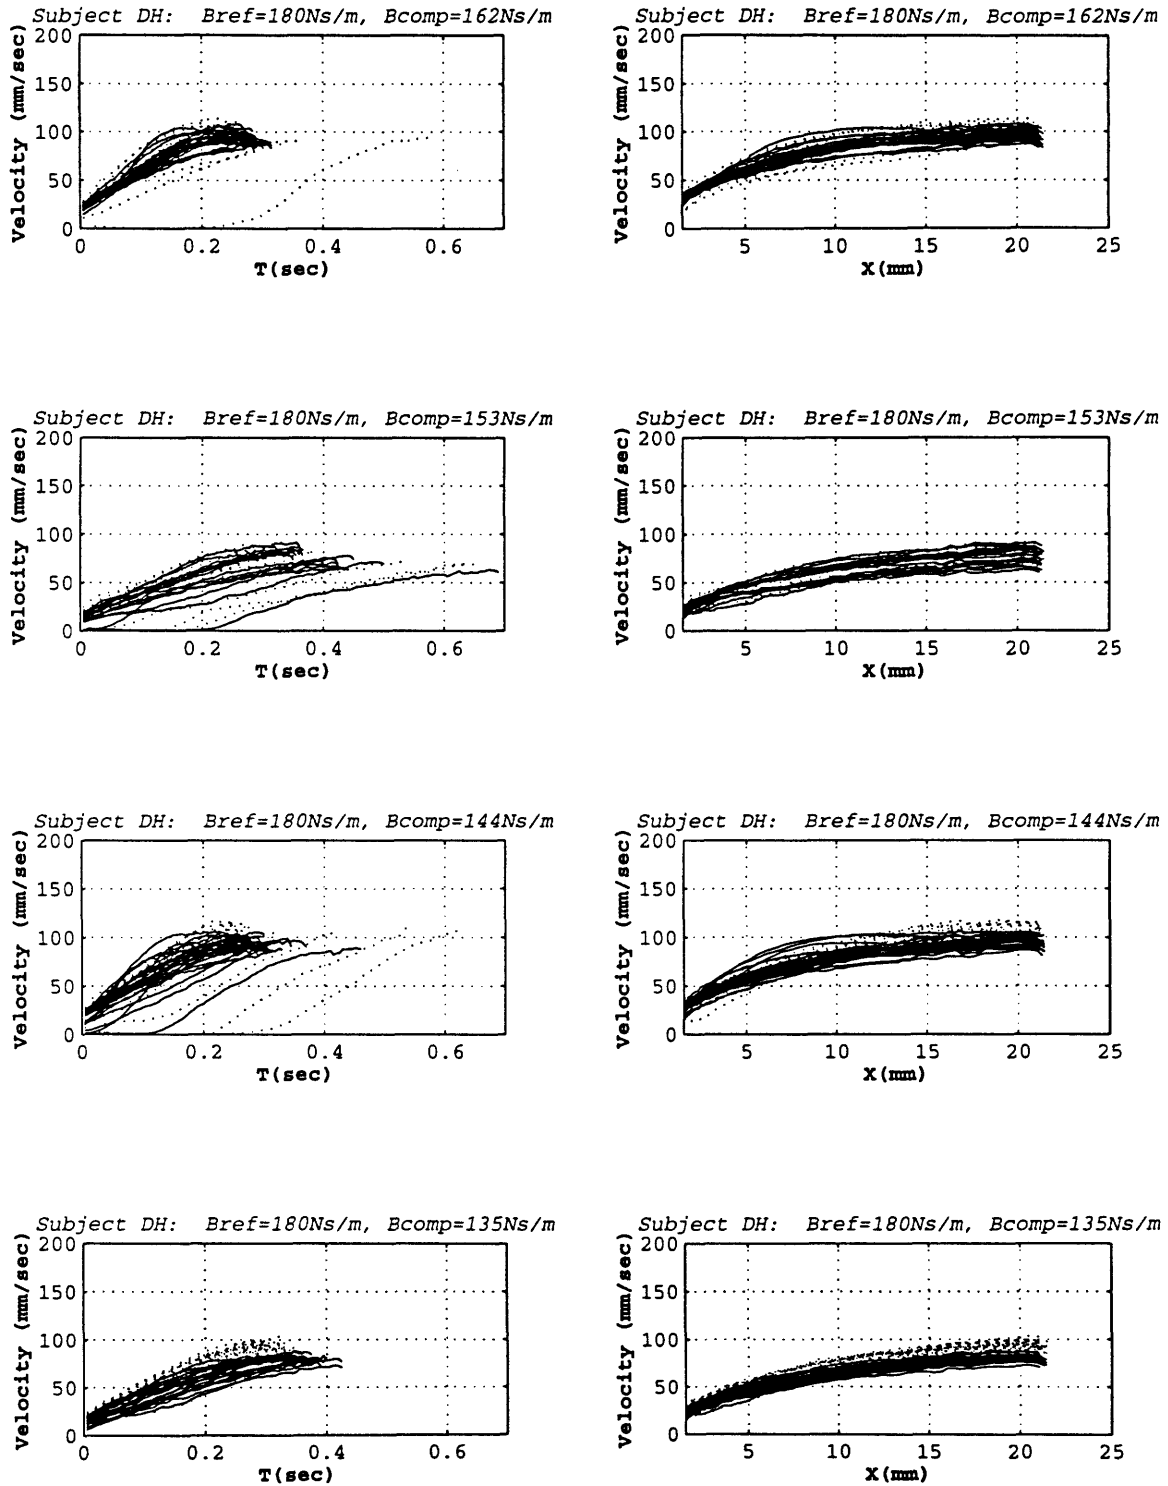 Subject DH: Bref=180Ns/m, Bcomp=162Ns/m
Velocity (mm/sec)
200
150
100
50
0
0 0.2 0.4 0.6
T(sec)
Subject DH: Bref=180Ns/m, Bcomp=162Ns/m
Velocity (mm/sec)
200
150
100
50
0
5 10 15 20 25
X(mm)
Subject DH: Bref=180Ns/m, Bcomp=153Ns/m
Velocity (mm/sec)
200
150
100
50
0
0 0.2 0.4 0.6
T(sec)
Subject DH: Bref=180Ns/m, Bcomp=153Ns/m
Velocity (mm/sec)
200
150
100
50
0
5 10 15 20 25
X(mm)
Subject DH: Bref=180Ns/m, Bcomp=144Ns/m
Velocity (mm/sec)
200
150
100
50
0
0 0.2 0.4 0.6
T(sec)
Subject DH: Bref=180Ns/m, Bcomp=144Ns/m
Velocity (mm/sec)
200
150
100
50
0
5 10 15 20 25
X(mm)
Subject DH: Bref=180Ns/m, Bcomp=135Ns/m
Velocity (mm/sec)
200
150
100
50
0
0 0.2 0.4 0.6
T(sec)
Subject DH: Bref=180Ns/m, Bcomp=135Ns/m
Velocity (mm/sec)
200
150
100
50
0
5 10 15 20 25
X(mm)